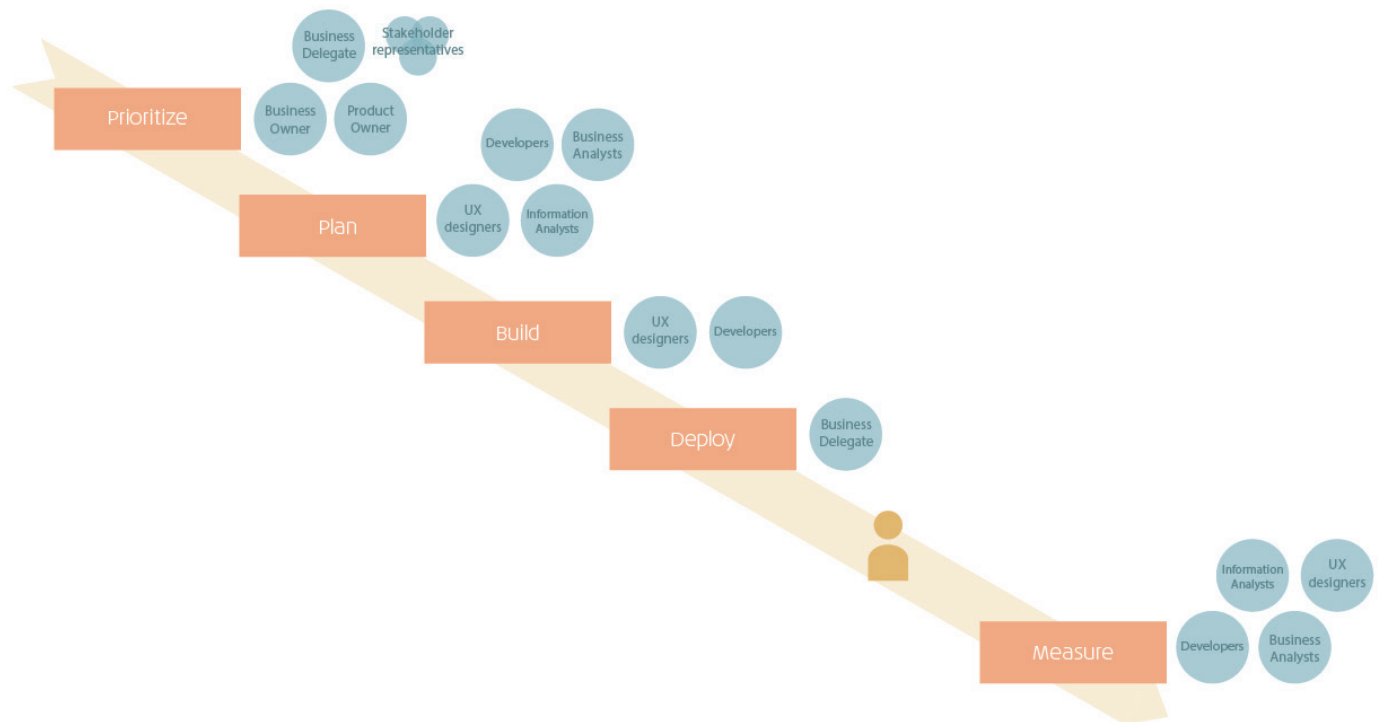 Business
Delegate
Stakeholder
representatives
Prioritize
Business
Owner
Product
Owner
Developers
Business
Analysts
Plan
UX
designers
Information
Analysts
Build
UX
designers
Developers
Deploy
Business
Delegate
Information
Analysts
UX
designers
Measure
Developers
Business
Analysts